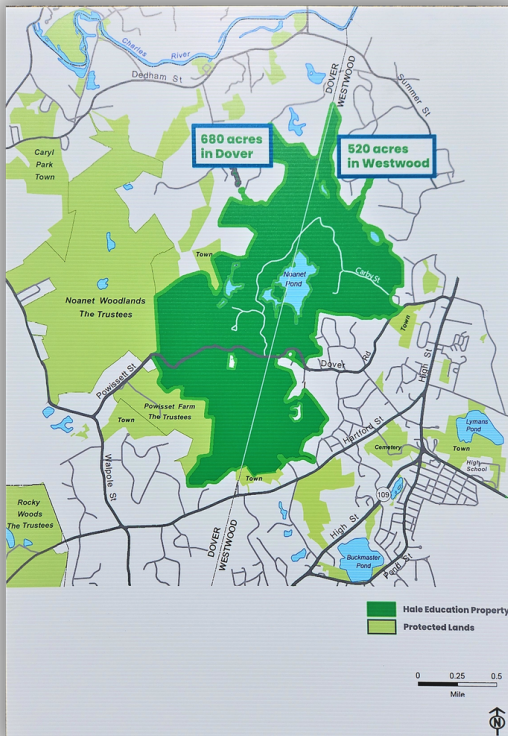 Charles River
Dedham St
DOVER
WESTWOOD
Summer St
680 acres
in Dover
520 acres
in Westwood
Caryl
Park
Town
Town
Noanet
Pond
Carby St
Noanet Woodlands
The Trustees
Town
High St
Dover Rd
Powissett St
Powisset Farm
The Trustees
Town
Hartford St
Lymans
Pond
Cemetery
Town
High
School
Walpole St
Town
Rocky
Woods
The Trustees
109
High St
DOVER
WESTWOOD
Buckmaster
Pond
Pond St
Hale Education Property
Protected Lands
0 0.25 0.5
Mile
N